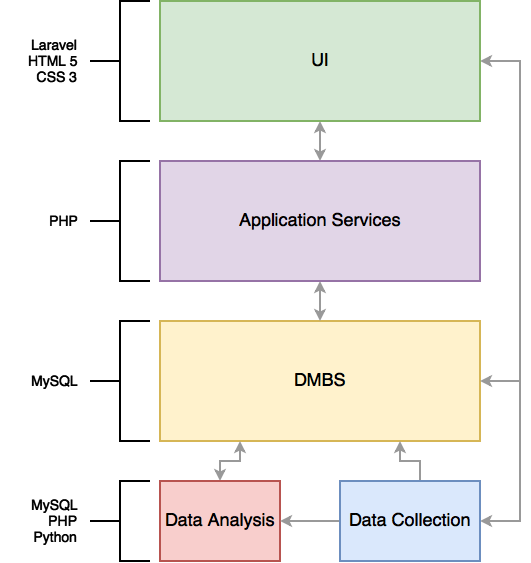 Laravel
HTML 5
CSS 3
UI
PHP
Application Services
MySQL
DMBS
MySQL
PHP
Python
Data Analysis
Data Collection